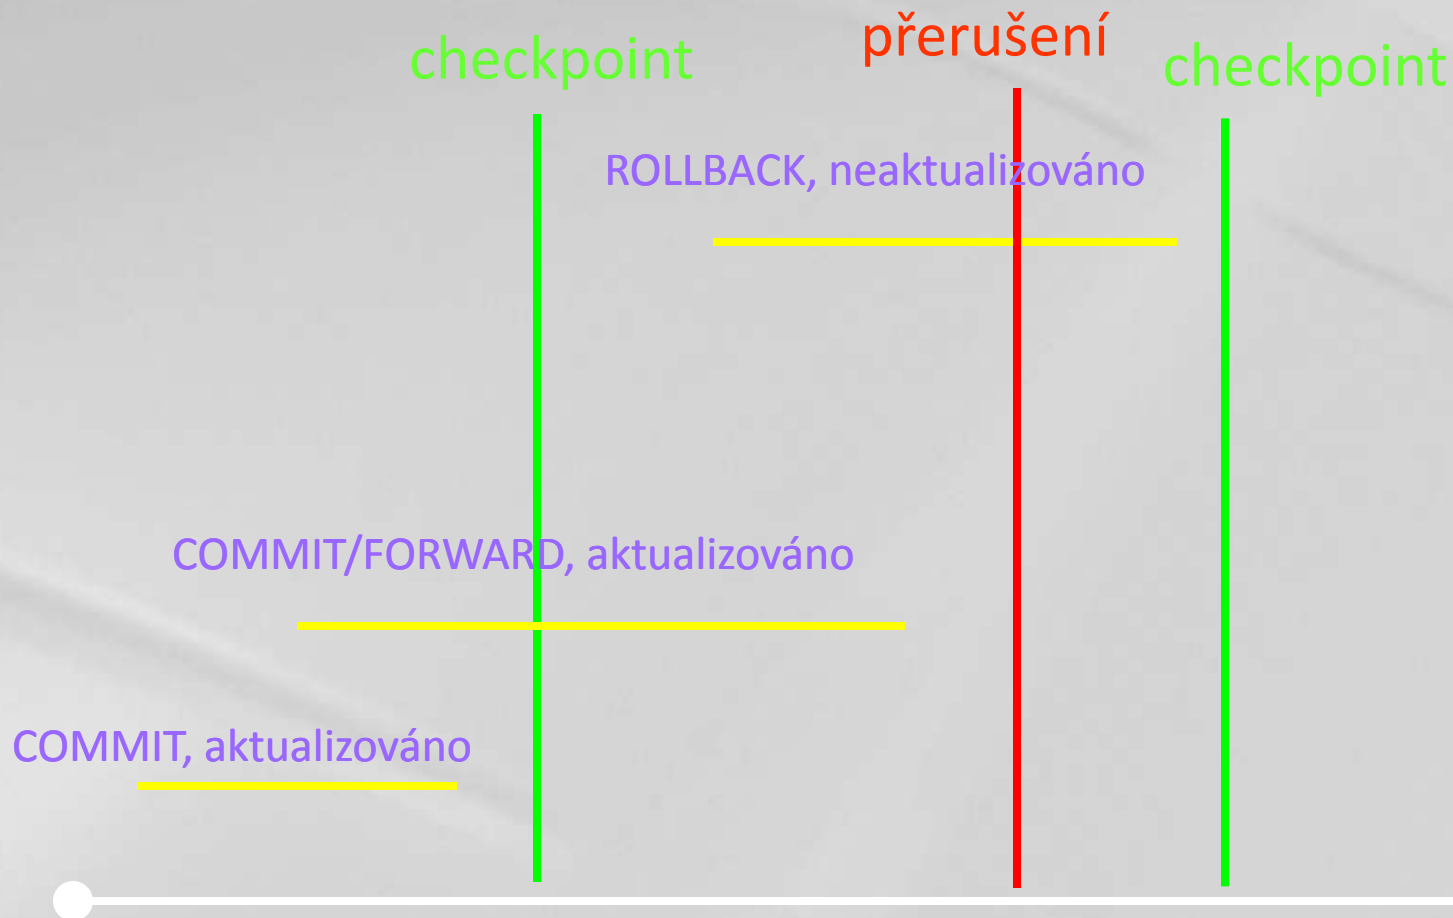 přerušení
checkpoint
checkpoint
ROLLBACK, neaktualizováno
COMMIT/FORWARD, aktualizováno
COMMIT, aktualizováno